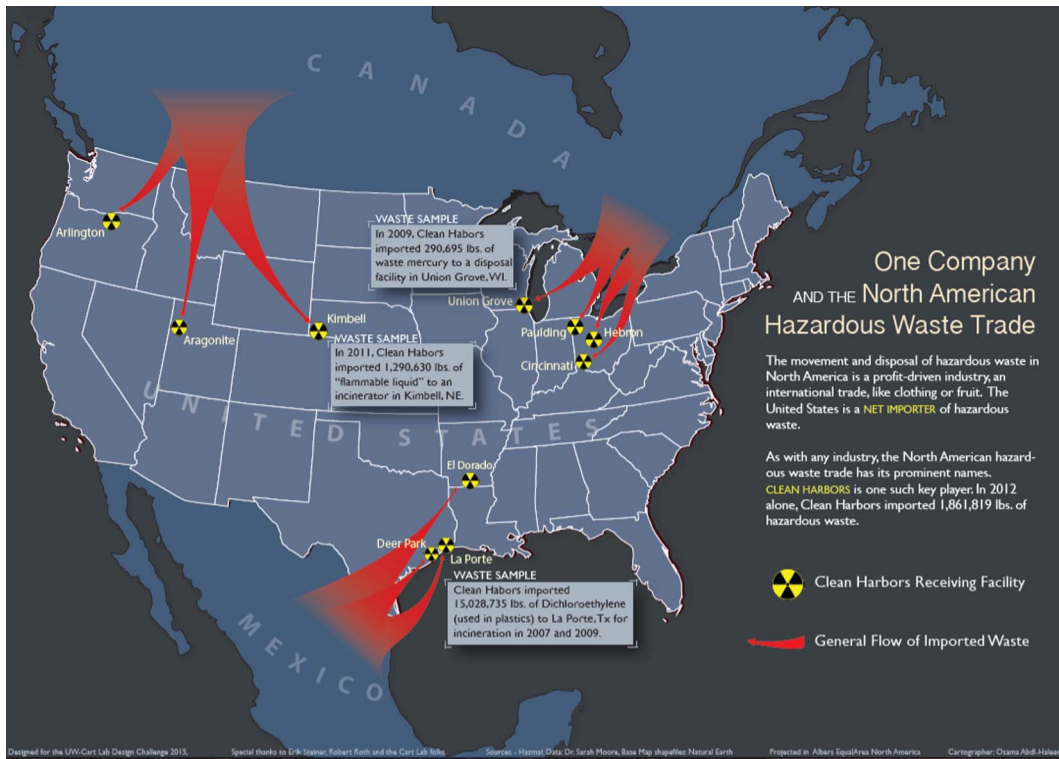 CANADA
Arlington
WASTE SAMPLE
In 2009, Clean Habors
imported 290,695 lbs. of
waste mercury to a disposal
facility in Union Grove, WI.
Union Grove
Kimbell
Aragonite
WASTE SAMPLE
In 2011, Clean Habors
imported 1,290,630 lbs. of
"flammable liquid" to an
incinerator in Kimbell, NE.
Paulding
Hebron
Cincinnati
UNITED STATES
El Dorado
Deer Park
La Porte
WASTE SAMPLE
Clean Habors imported
15,028,735 lbs. of Dichloroethylene
(used in plastics) to La Porte, Tx for
incineration in 2007 and 2009.
MEXICO
One Company
AND THE North American
Hazardous Waste Trade
The movement and disposal of hazardous waste in
North America is a profit-driven industry, an
international trade, like clothing or fruit. The
United States is a NET IMPORTER of hazardous
waste.
As with any industry, the North American hazard-
ous waste trade has its prominent names.
CLEAN HARBORS is one such key player. In 2012
alone, Clean Harbors imported 1,861,819 lbs. of
hazardous waste.
Clean Harbors Receiving Facility
General Flow of Imported Waste
Designed for the UW-Cart Lab Design Challenge 2015, Special thanks to Erik Steiner, Robert Roth and the Cart Lab folks. Sources - Hazmat Data: Dr. Sarah Moore, Base Map shapefiles: Natural Earth Projected in Albers EqualArea North America Cartographer: Osama Abdl-Haleem